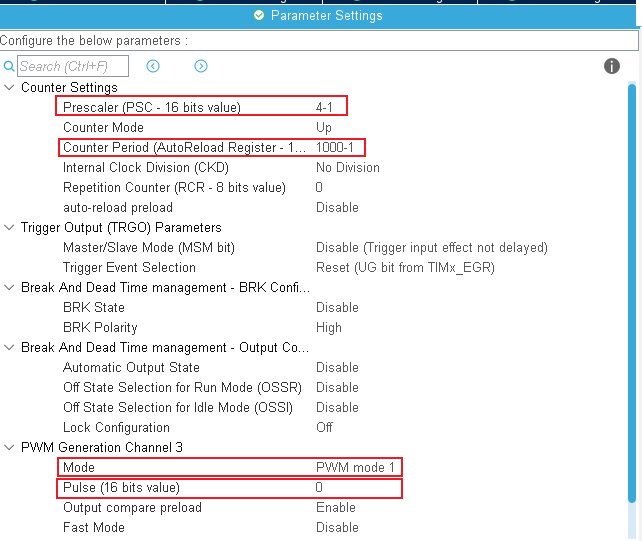 Parameter Settings
Configure the below parameters :
Search (Ctrl+F)
Counter Settings
Prescaler (PSC - 16 bits value) 4-1
Counter Mode Up
Counter Period (AutoReload Register - 1... 1000-1
Internal Clock Division (CKD) No Division
Repetition Counter (RCR - 8 bits value) 0
auto-reload preload Disable
Trigger Output (TRGO) Parameters
Master/Slave Mode (MSM bit) Disable (Trigger input effect not delayed)
Trigger Event Selection Reset (UG bit from TIMx_EGR)
Break And Dead Time management - BRK Confi...
BRK State Disable
BRK Polarity High
Break And Dead Time management - Output Co...
Automatic Output State Disable
Off State Selection for Run Mode (OSSR) Disable
Off State Selection for Idle Mode (OSSI) Disable
Lock Configuration Off
PWM Generation Channel 3
Mode PWM mode 1
Pulse (16 bits value) 0
Output compare preload Enable
Fast Mode Disable